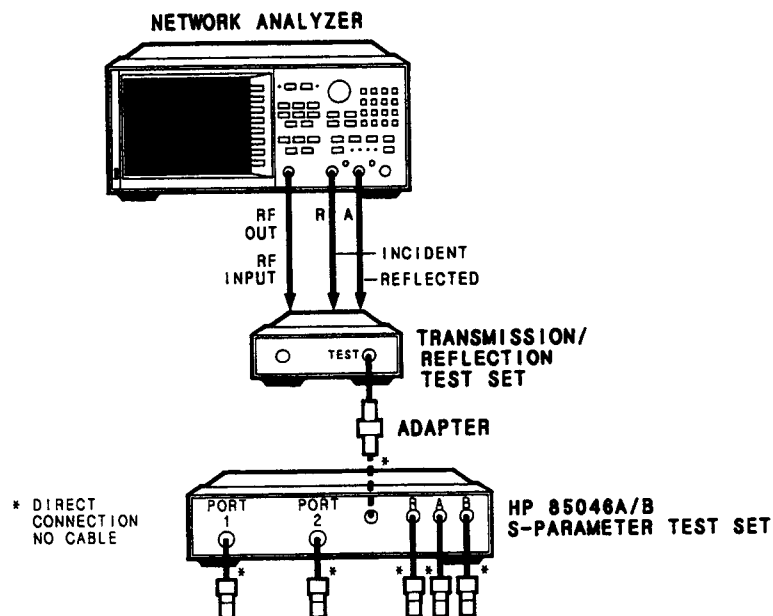 NETWORK ANALYZER
RF
OUT
R
A
RF
INPUT
INCIDENT
REFLECTED
TEST
TRANSMISSION/
REFLECTION
TEST SET
ADAPTER
*
* DIRECT
CONNECTION
NO CABLE
PORT
1
PORT
2
R
A
B
HP 85046A/B
S-PARAMETER TEST SET
* * * * *